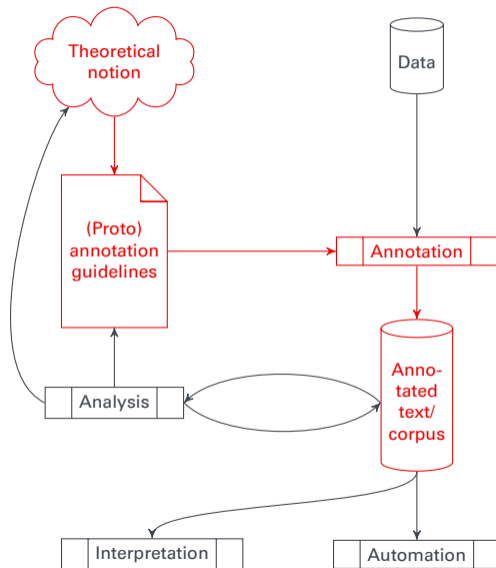 Theoretical
notion
Data
(Proto)
annotation
guidelines
Annotation
Anno-
tated
text/
corpus
Analysis
Interpretation
Automation